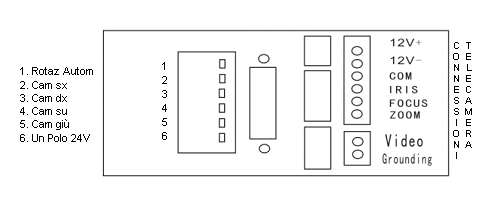 1. Rotaz Autom
2. Cam sx
3. Cam dx
4. Cam su
5. Cam giù
6. Un Polo 24V
1
2
3
4
5
6
12V+
12V-
COM
IRIS
FOCUS
ZOOM
Video
Grounding
CONNESSIONI
TELECAMERA